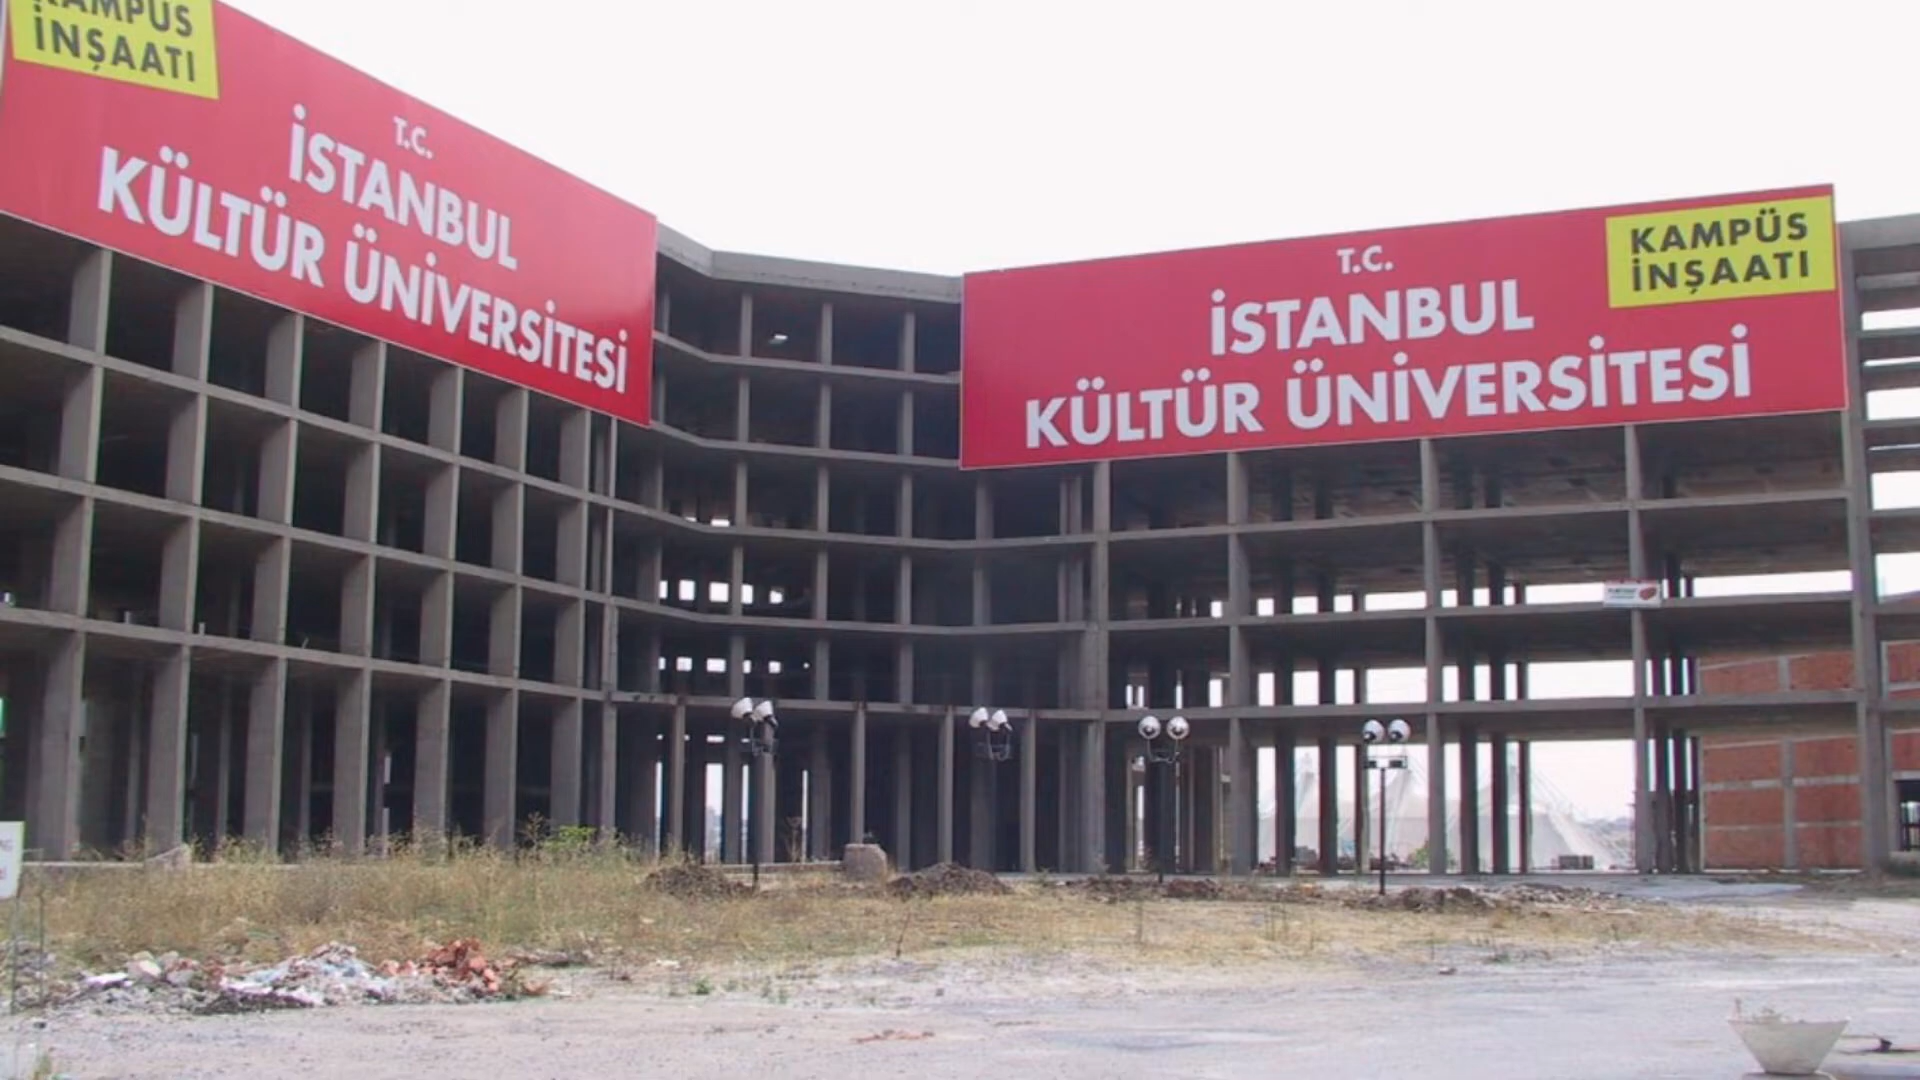 KAMPÜS
İNŞAATI
T.C.
İSTANBUL
KÜLTÜR ÜNİVERSİTESİ
T.C.
İSTANBUL
KÜLTÜR ÜNİVERSİTESİ
KAMPÜS
İNŞAATI